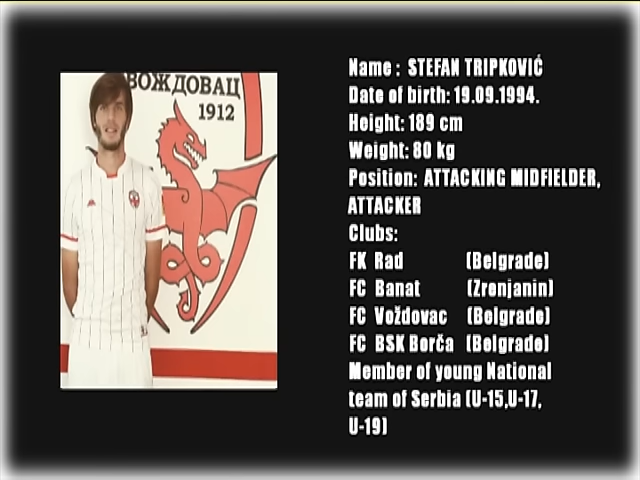 ВОЖДОВАЦ
1912
Name : STEFAN TRIPKOVIĆ
Date of birth: 19.09.1994.
Height: 189 cm
Weight: 80 kg
Position: ATTACKING MIDFIELDER,
ATTACKER
Clubs:
FK Rad (Belgrade)
FC Banat (Zrenjanin)
FC Voždovac (Belgrade)
FC BSK Borča (Belgrade)
Member of young National
team of Serbia (U-15,U-17,
U-19)